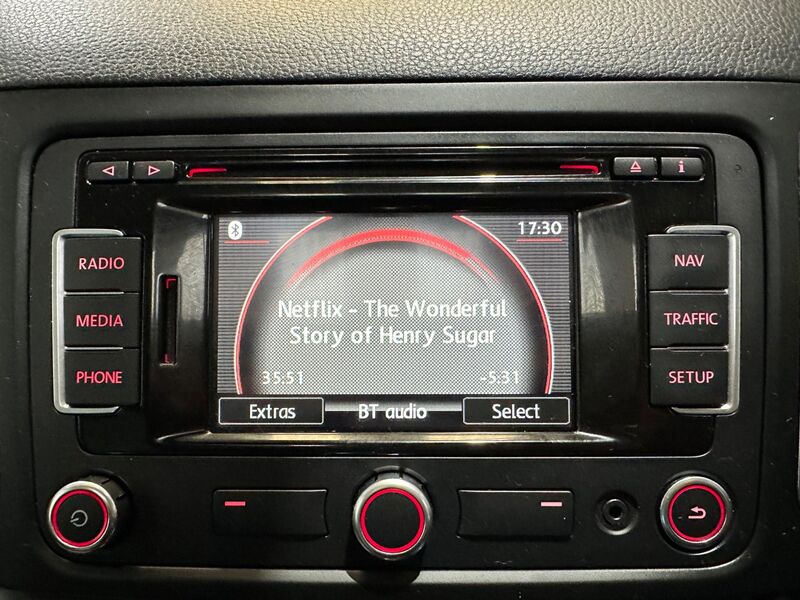 i
17:30
RADIO
NAV
Netflix - The Wonderful
Story of Henry Sugar
MEDIA
TRAFFIC
35:51
-5:31
PHONE
SETUP
Extras
BT audio
Select